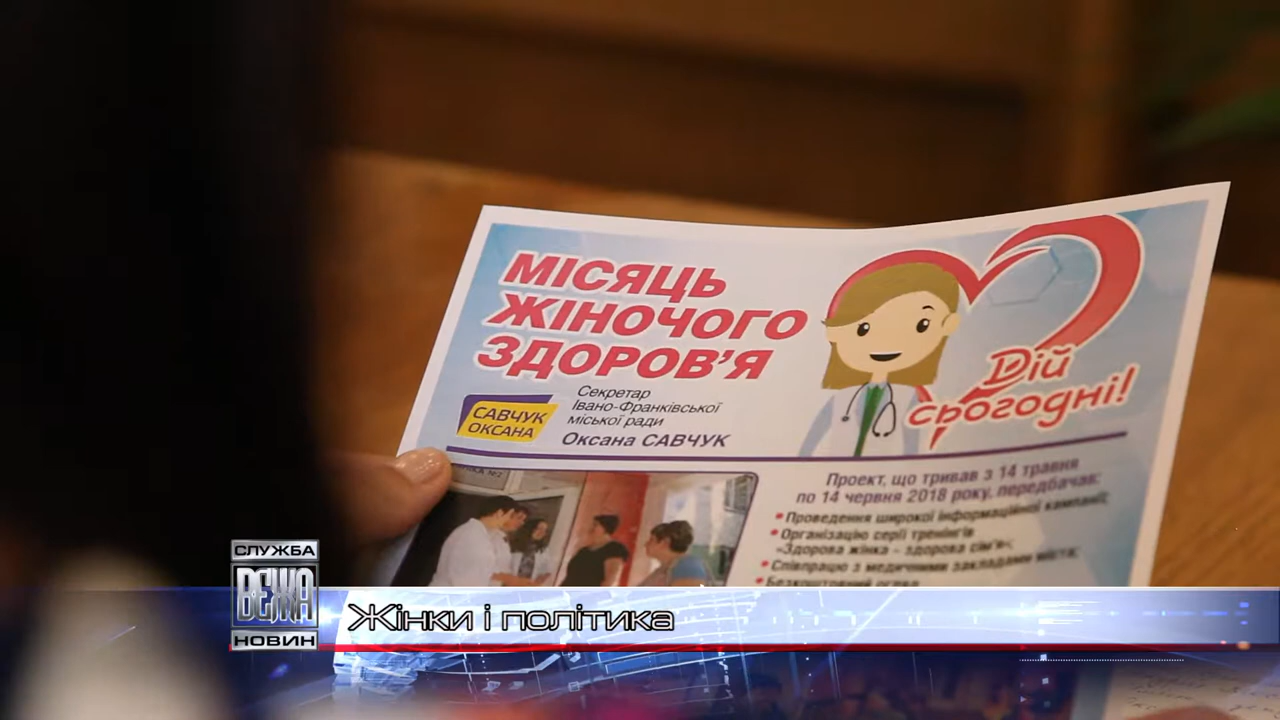 МІСЯЦЬ
ЖІНОЧОГО
ЗДОРОВ'Я
Дій
сьогодні!
САВЧУК
ОКСАНА
Секретар
Івано-Франківської
міської ради
Оксана САВЧУК
Проект, що тривав з 14 травня
по 14 червня 2018 року, передбачав:
• Проведення широкої інформаційної кампанії;
• Організацію серії тренінгів
«Здорова жінка – здорова сім'я»;
• Співпрацю з медичними закладами міста;
• Безкоштовний огляд
СЛУЖБА
ВЕЖА
НОВИН
Жінки і політика